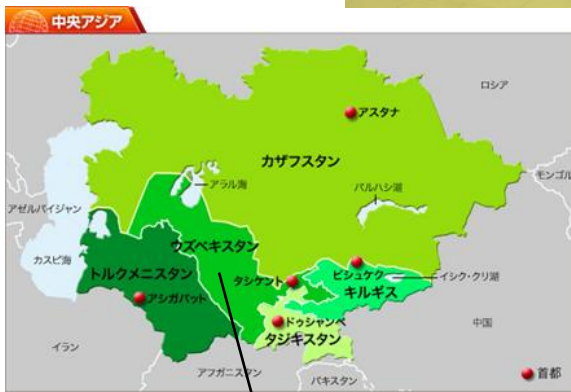 中央アジア
ロシア
アスタナ
カザフスタン
モンゴル
アラル海
バルハシ湖
アゼルバイジャン
カスピ海
ウズベキスタン
トルクメニスタン
タシケント
ビシュケク
イシク・クリ湖
キルギス
アシガバット
ドゥシャンベ
タジキスタン
中国
イラン
アフガニスタン
パキスタン
首都